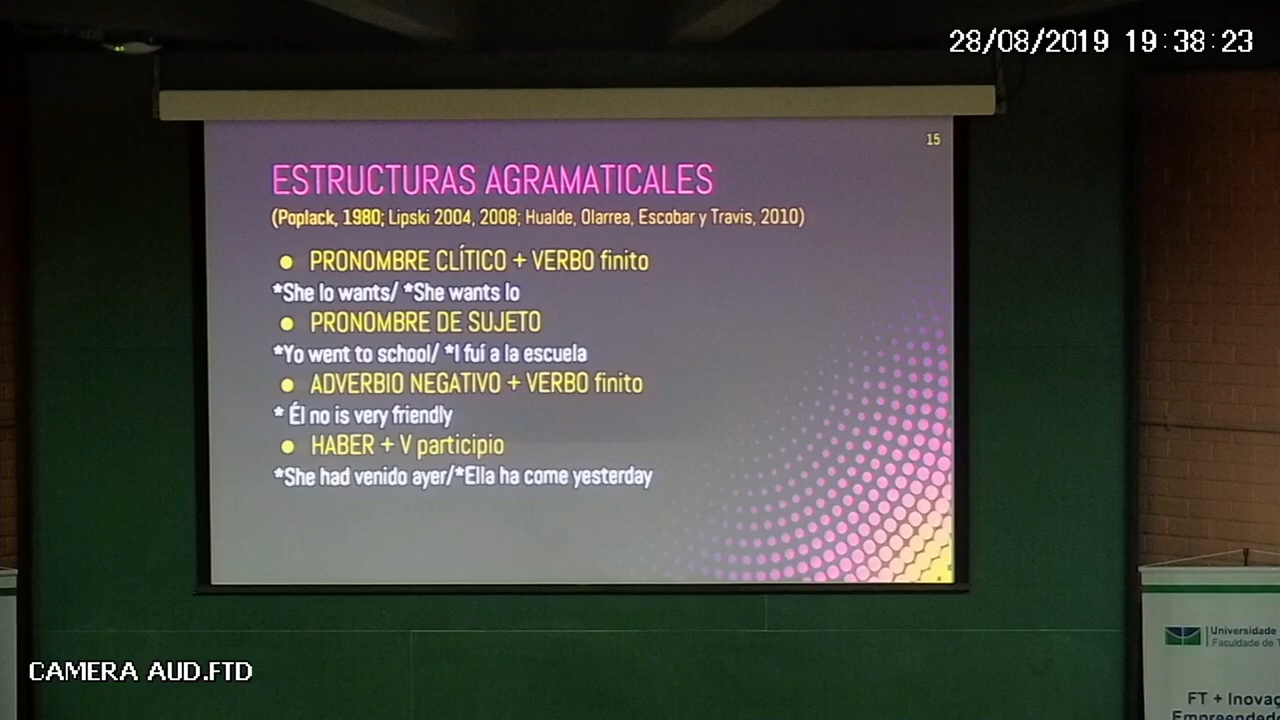 28/08/2019 19:38:23
15
ESTRUCTURAS AGRAMATICALES
(Poplack, 1980; Lipski 2004, 2008; Hualde, Olarrea, Escobar y Travis, 2010)
● PRONOMBRE CLÍTICO + VERBO finito
*She lo wants/ *She wants lo
● PRONOMBRE DE SUJETO
*Yo went to school/ *I fuí a la escuela
● ADVERBIO NEGATIVO + VERBO finito
* Él no is very friendly
● HABER + V participio
*She had venido ayer/*Ella ha come yesterday
Universidade
Faculdade de
FT +
CAMERA AUD.FTD